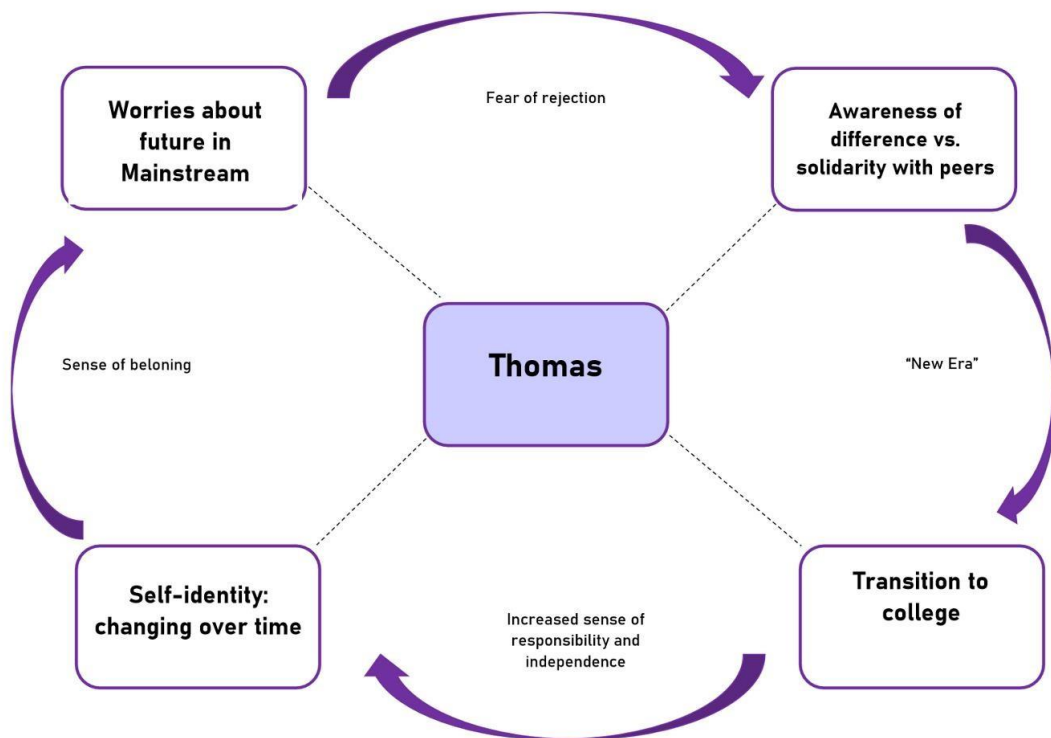 Worries about
future in
Mainstream
Fear of rejection
Awareness of
difference vs.
solidarity with peers
Sense of beloning
Thomas
“New Era”
Self-identity:
changing over time
Increased sense of
responsibility and
independence
Transition to
college